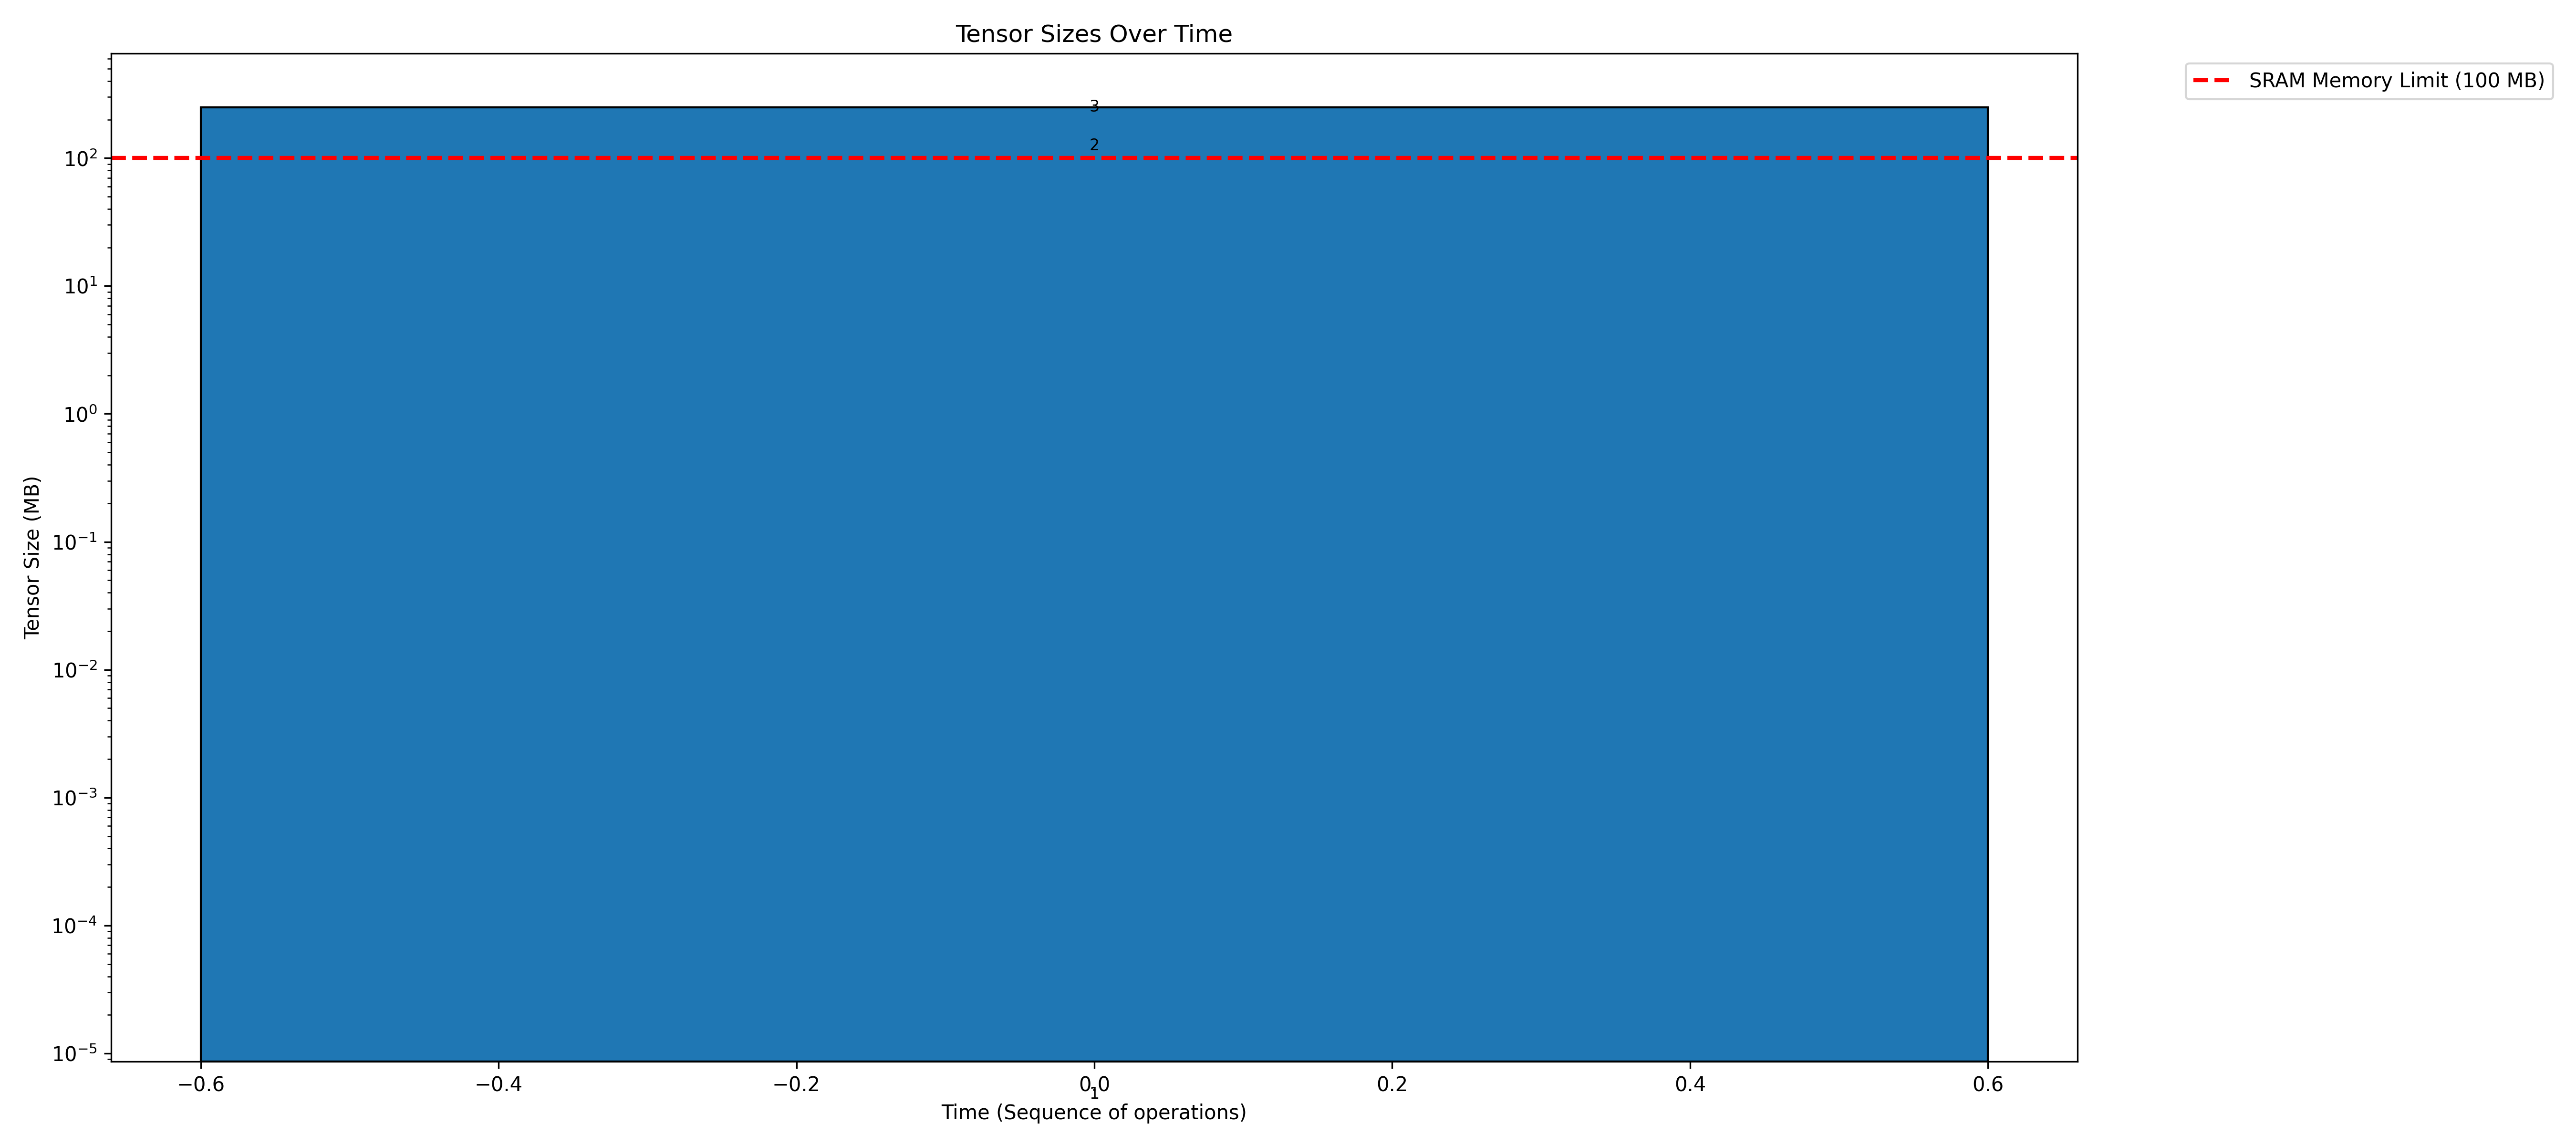 Tensor Sizes Over Time
SRAM Memory Limit (100 MB)
3
2
10²
10¹
10⁰
10⁻¹
10⁻²
10⁻³
10⁻⁴
10⁻⁵
Tensor Size (MB)
−0.6 −0.4 −0.2 0.0 0.2 0.4 0.6
1
Time (Sequence of operations)